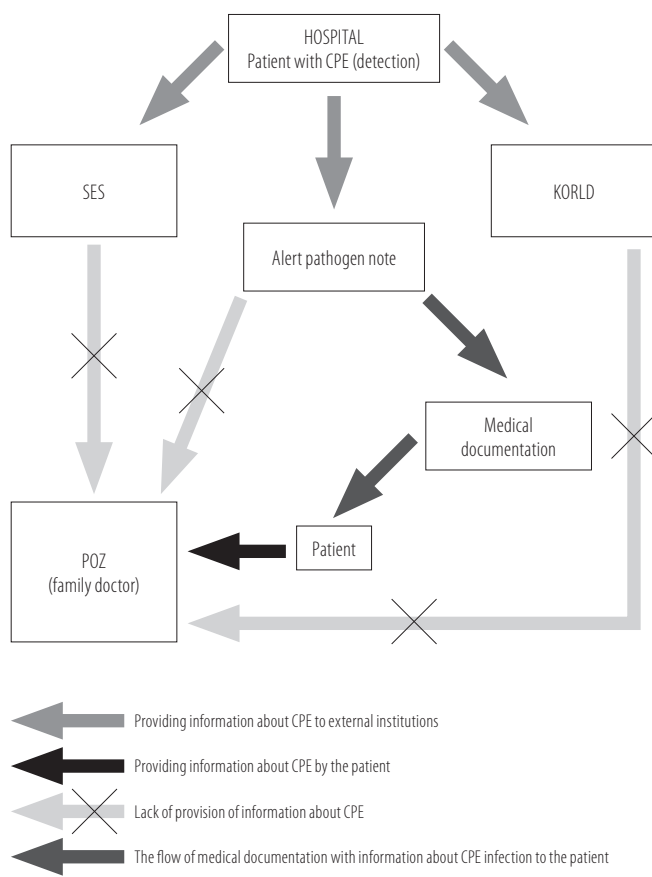 HOSPITAL
Patient with CPE (detection)
SES
KORLD
Alert pathogen note
Medical
documentation
Patient
POZ
(family doctor)
Providing information about CPE to external institutions
Providing information about CPE by the patient
Lack of provision of information about CPE
The flow of medical documentation with information about CPE infection to the patient